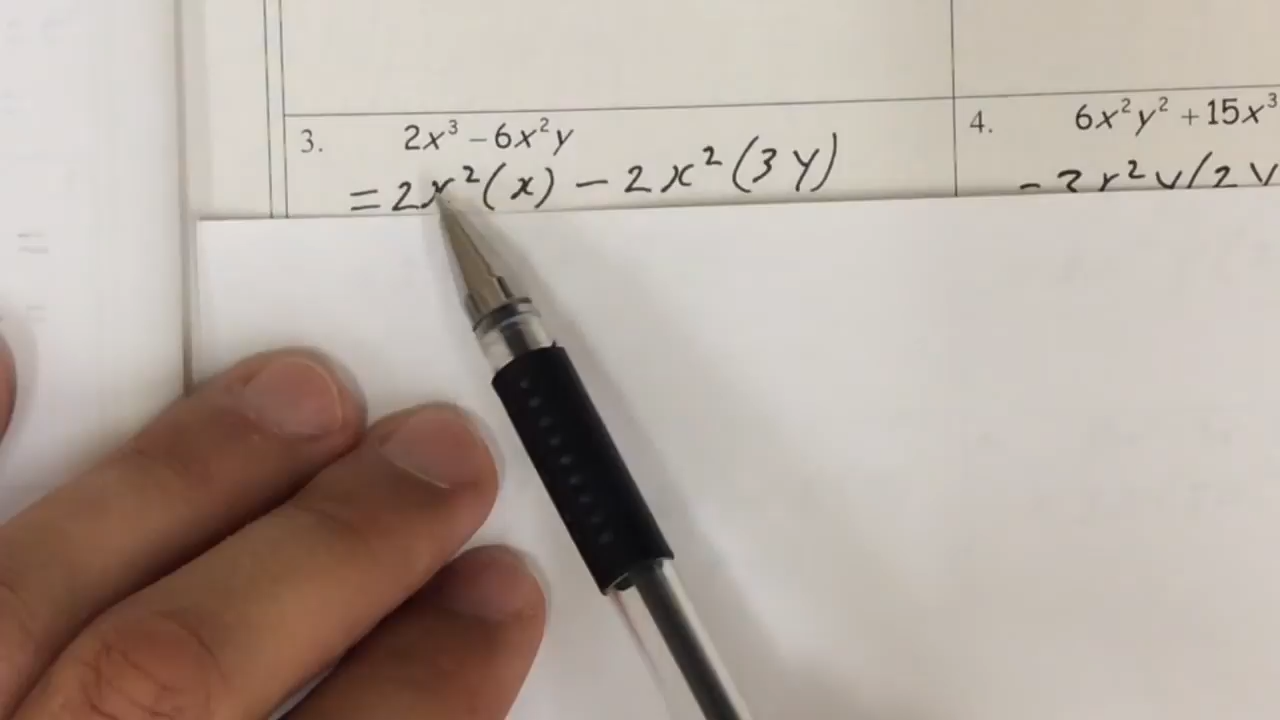 3. 2x³ – 6x²y
= 2x²(x) – 2x²(3y)
4. 6x²y² + 15x³